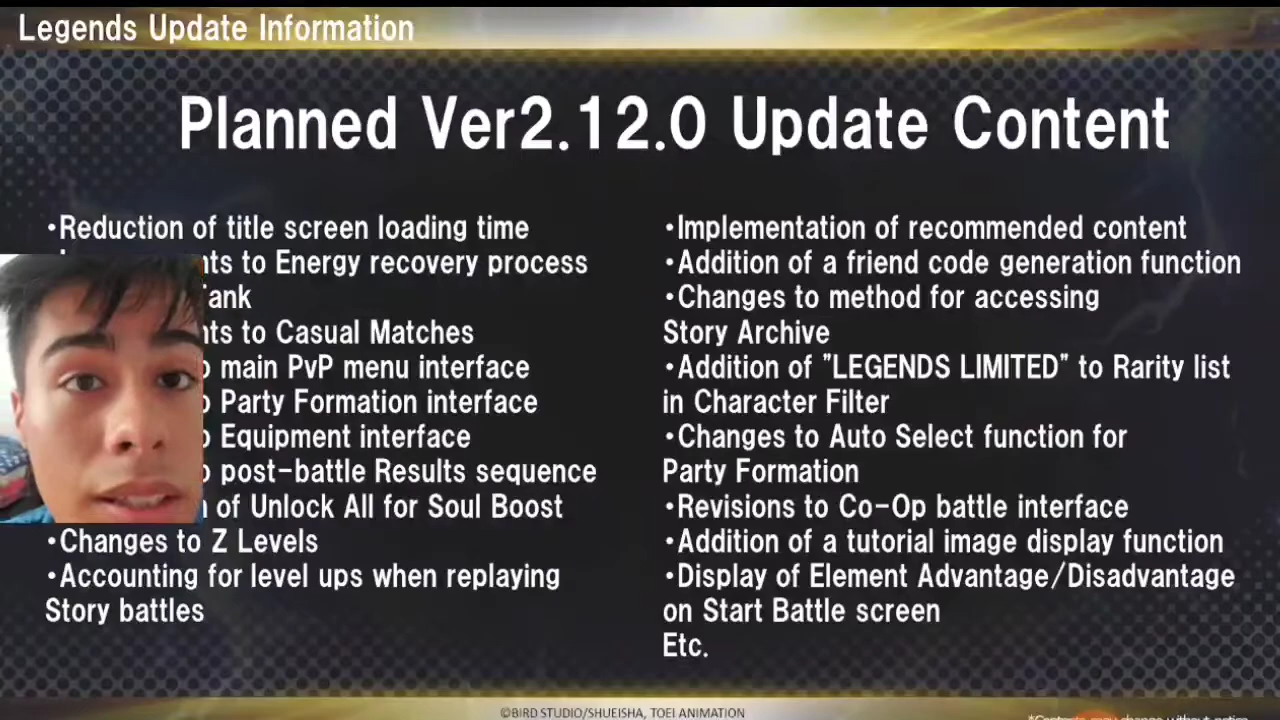 Legends Update Information
Planned Ver2.12.0 Update Content
・Reduction of title screen loading time
to Energy recovery process
Tank
to Casual Matches
main PvP menu interface
Party Formation interface
Equipment interface
post-battle Results sequence
of Unlock All for Soul Boost
・Changes to Z Levels
・Accounting for level ups when replaying
Story battles
・Implementation of recommended content
・Addition of a friend code generation function
・Changes to method for accessing
Story Archive
・Addition of "LEGENDS LIMITED" to Rarity list
in Character Filter
・Changes to Auto Select function for
Party Formation
・Revisions to Co-Op battle interface
・Addition of a tutorial image display function
・Display of Element Advantage/Disadvantage
on Start Battle screen
Etc.
©BIRD STUDIO/SHUEISHA, TOEI ANIMATION